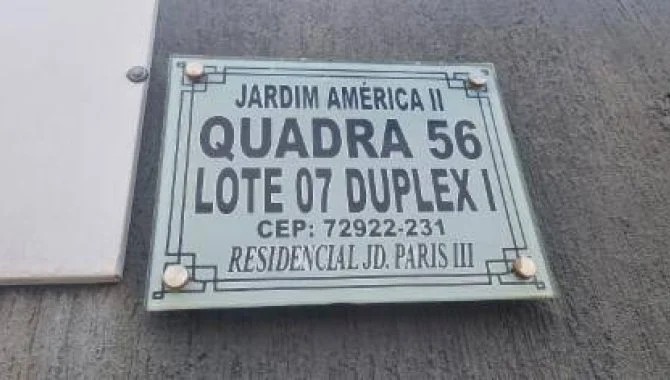 JARDIM AMÉRICA II
QUADRA 56
LOTE 07 DUPLEX I
CEP: 72922-231
RESIDENCIAL JD. PARIS III